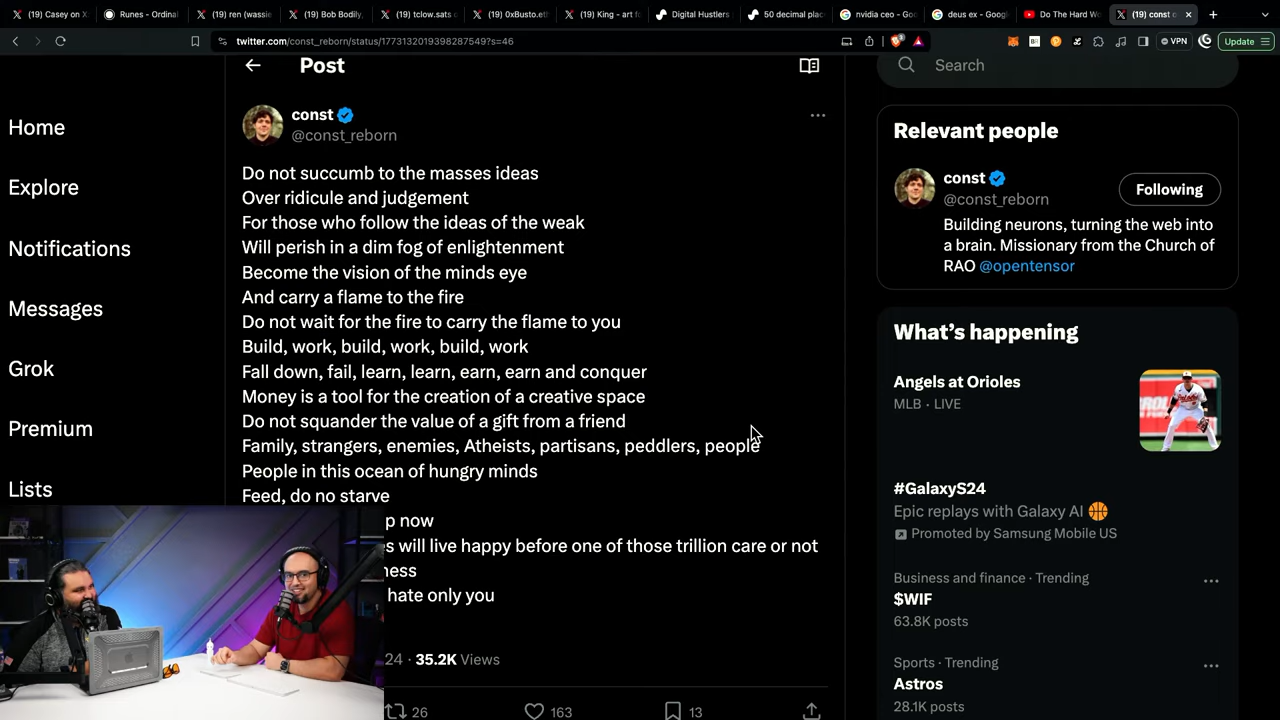 (19) Casey on X
Runes - Ordinal
(19) ren (wassie
(19) Bob Bodily,
(19) tclow.sats o
(19) 0xBusto.eth
(19) King - art fo
Digital Hustlers
50 decimal place
nvidia ceo - Goo
deus ex - Google
Do The Hard Wo
(19) const o
twitter.com/const_reborn/status/1773132019398287549?s=46
VPN
Update
Home
Explore
Notifications
Messages
Grok
Premium
Lists
Post
const
@const_reborn
Do not succumb to the masses ideas
Over ridicule and judgement
For those who follow the ideas of the weak
Will perish in a dim fog of enlightenment
Become the vision of the minds eye
And carry a flame to the fire
Do not wait for the fire to carry the flame to you
Build, work, build, work, build, work
Fall down, fail, learn, learn, earn, earn and conquer
Money is a tool for the creation of a creative space
Do not squander the value of a gift from a friend
Family, strangers, enemies, Atheists, partisans, peddlers, people
People in this ocean of hungry minds
Feed, do no starve
p now
s will live happy before one of those trillion care or not
ness
hate only you
24 · 35.2K Views
26
163
13
Search
Relevant people
const
@const_reborn
Following
Building neurons, turning the web into
a brain. Missionary from the Church of
RAO @opentensor
What's happening
Angels at Orioles
MLB · LIVE
#GalaxyS24
Epic replays with Galaxy AI
Promoted by Samsung Mobile US
Business and finance · Trending
$WIF
63.8K posts
Sports · Trending
Astros
28.1K posts